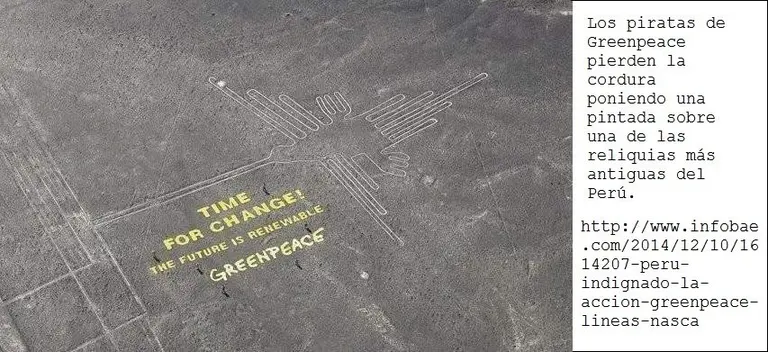 TIME
FOR CHANGE!
THE FUTURE IS RENEWABLE
GREENPEACE
Los piratas de
Greenpeace
pierden la
cordura
poniendo una
pintada sobre
una de las
reliquias más
antiguas del
Perú.
http://www.infobae
.com/2014/12/10/16
14207-peru-
indignado-la-
accion-greenpeace-
lineas-nasca